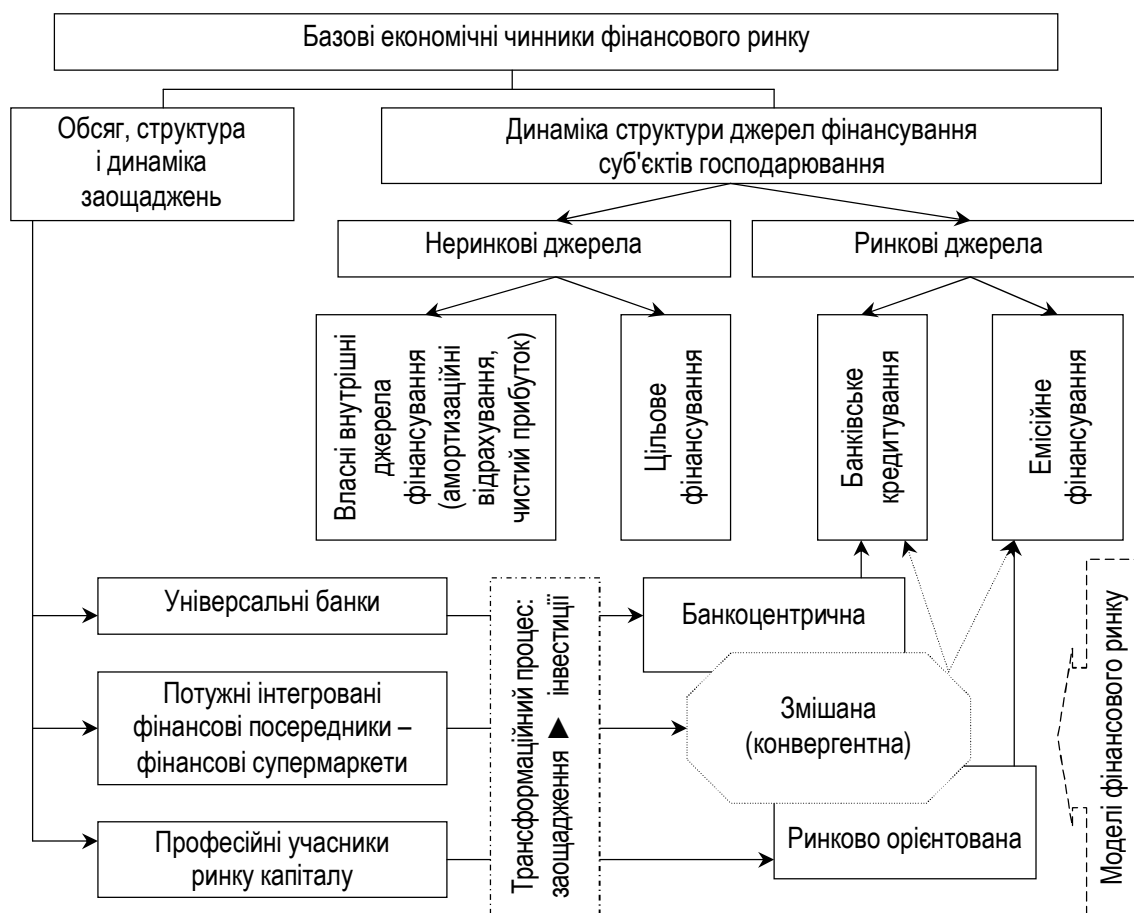 Базові економічні чинники фінансового ринку
Обсяг, структура
і динаміка
заощаджень
Динаміка структури джерел фінансування
суб'єктів господарювання
Неринкові джерела
Ринкові джерела
Власні внутрішні
джерела
фінансування
(амортизаційні
відрахування,
чистий прибуток)
Цільове
фінансування
Банківське
кредитування
Емісійне
фінансування
Універсальні банки
Потужні інтегровані
фінансові посередники –
фінансові супермаркети
Професійні учасники
ринку капіталу
Трансформаційний процес:
заощадження ▲ інвестиції
Банкоцентрична
Змішана
(конвергентна)
Ринково орієнтована
Моделі фінансового ринку